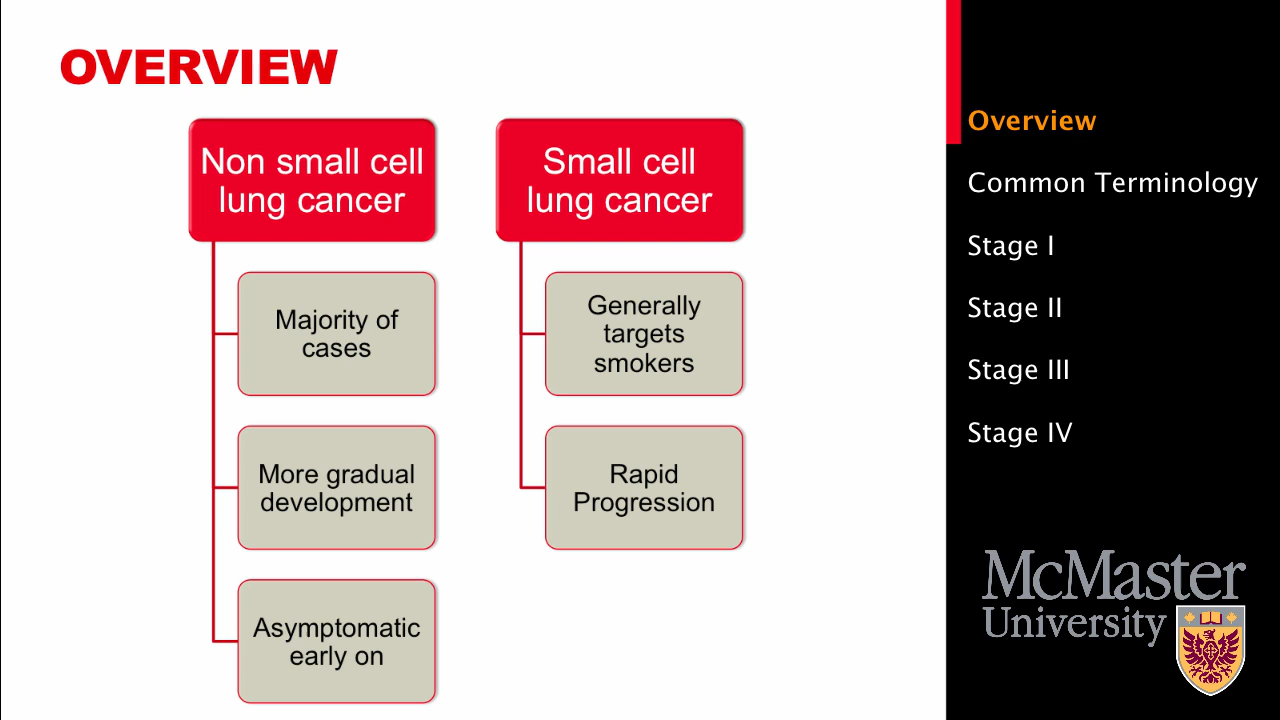 OVERVIEW
Non small cell
lung cancer
Majority of
cases
More gradual
development
Asymptomatic
early on
Small cell
lung cancer
Generally
targets
smokers
Rapid
Progression
Overview
Common Terminology
Stage I
Stage II
Stage III
Stage IV
McMaster
University